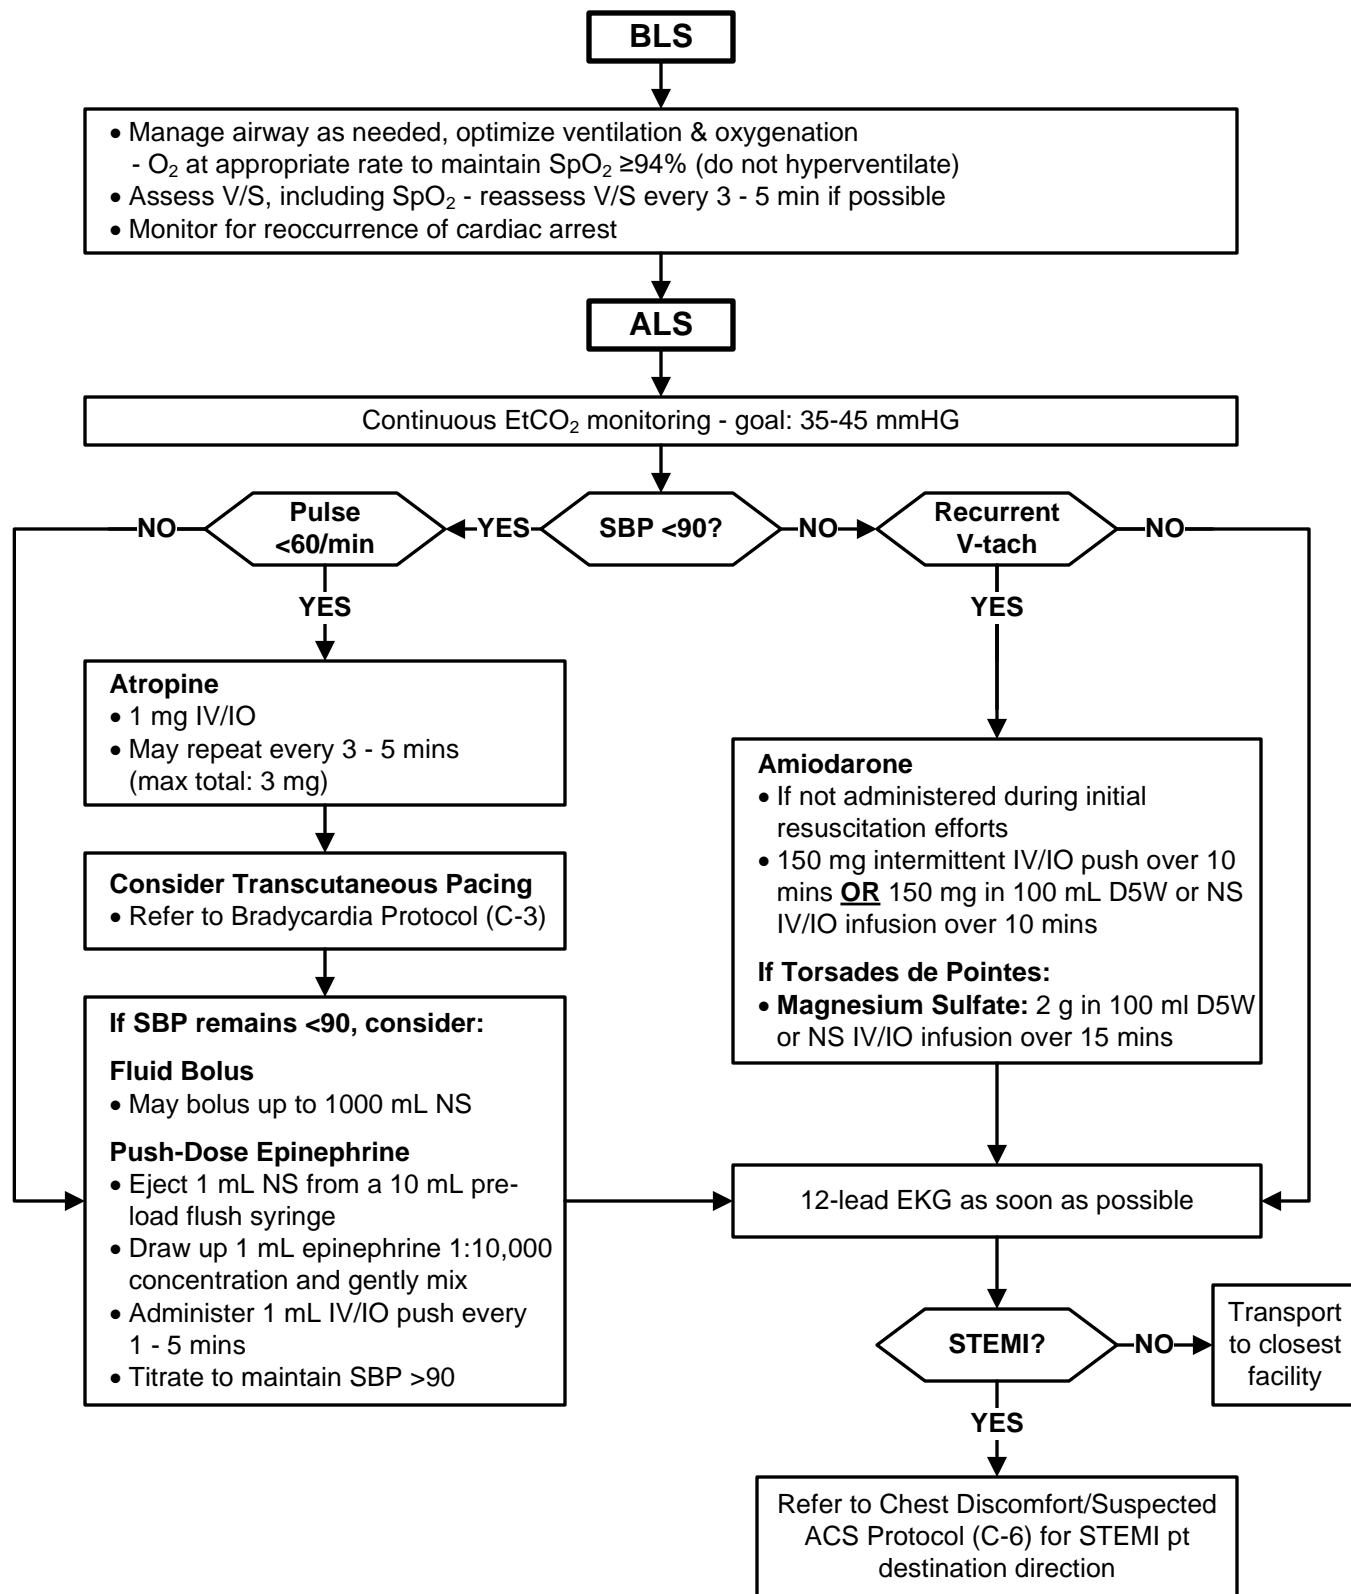 BLS
• Manage airway as needed, optimize ventilation & oxygenation
- O₂ at appropriate rate to maintain SpO₂ ≥94% (do not hyperventilate)
• Assess V/S, including SpO₂ - reassess V/S every 3 - 5 min if possible
• Monitor for reoccurrence of cardiac arrest
ALS
Continuous EtCO₂ monitoring - goal: 35-45 mmHG
NO
Pulse
<60/min
YES
SBP <90?
NO
Recurrent
V-tach
NO
YES
YES
Atropine
• 1 mg IV/IO
• May repeat every 3 - 5 mins
(max total: 3 mg)
Consider Transcutaneous Pacing
• Refer to Bradycardia Protocol (C-3)
If SBP remains <90, consider:
Fluid Bolus
• May bolus up to 1000 mL NS
Push-Dose Epinephrine
• Eject 1 mL NS from a 10 mL pre-
load flush syringe
• Draw up 1 mL epinephrine 1:10,000
concentration and gently mix
• Administer 1 mL IV/IO push every
1 - 5 mins
• Titrate to maintain SBP >90
Amiodarone
• If not administered during initial
resuscitation efforts
• 150 mg intermittent IV/IO push over 10
mins OR 150 mg in 100 mL D5W or NS
IV/IO infusion over 10 mins
If Torsades de Pointes:
• Magnesium Sulfate: 2 g in 100 ml D5W
or NS IV/IO infusion over 15 mins
12-lead EKG as soon as possible
STEMI?
NO
Transport
to closest
facility
YES
Refer to Chest Discomfort/Suspected
ACS Protocol (C-6) for STEMI pt
destination direction